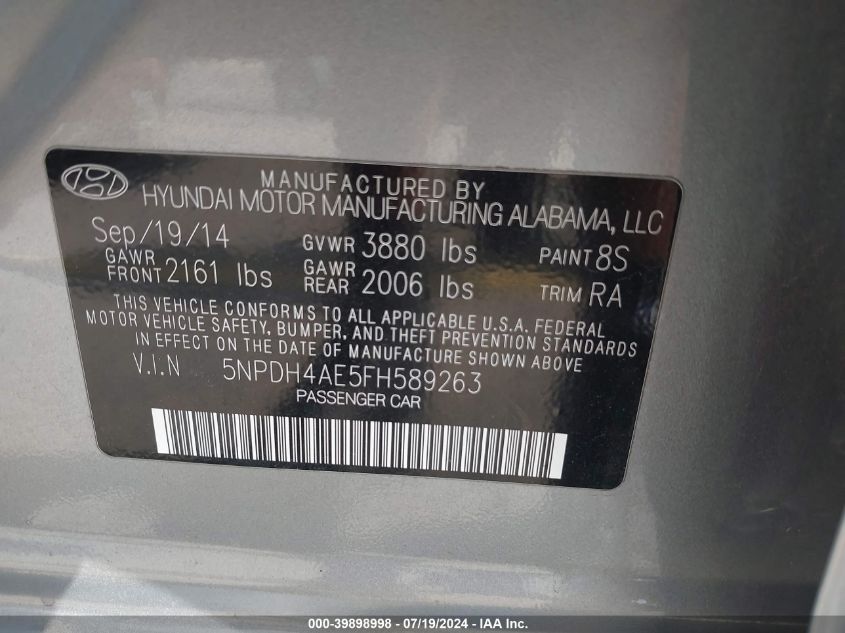 MANUFACTURED BY
HYUNDAI MOTOR MANUFACTURING ALABAMA, LLC
Sep/19/14 GVWR 3880 lbs PAINT 8S
GAWR FRONT 2161 lbs GAWR REAR 2006 lbs TRIM RA
THIS VEHICLE CONFORMS TO ALL APPLICABLE U.S.A. FEDERAL
MOTOR VEHICLE SAFETY, BUMPER, AND THEFT PREVENTION STANDARDS
IN EFFECT ON THE DATE OF MANUFACTURE SHOWN ABOVE
V.I.N 5NPDH4AE5FH589263
PASSENGER CAR
000-39898998 - 07/19/2024 - IAA Inc.